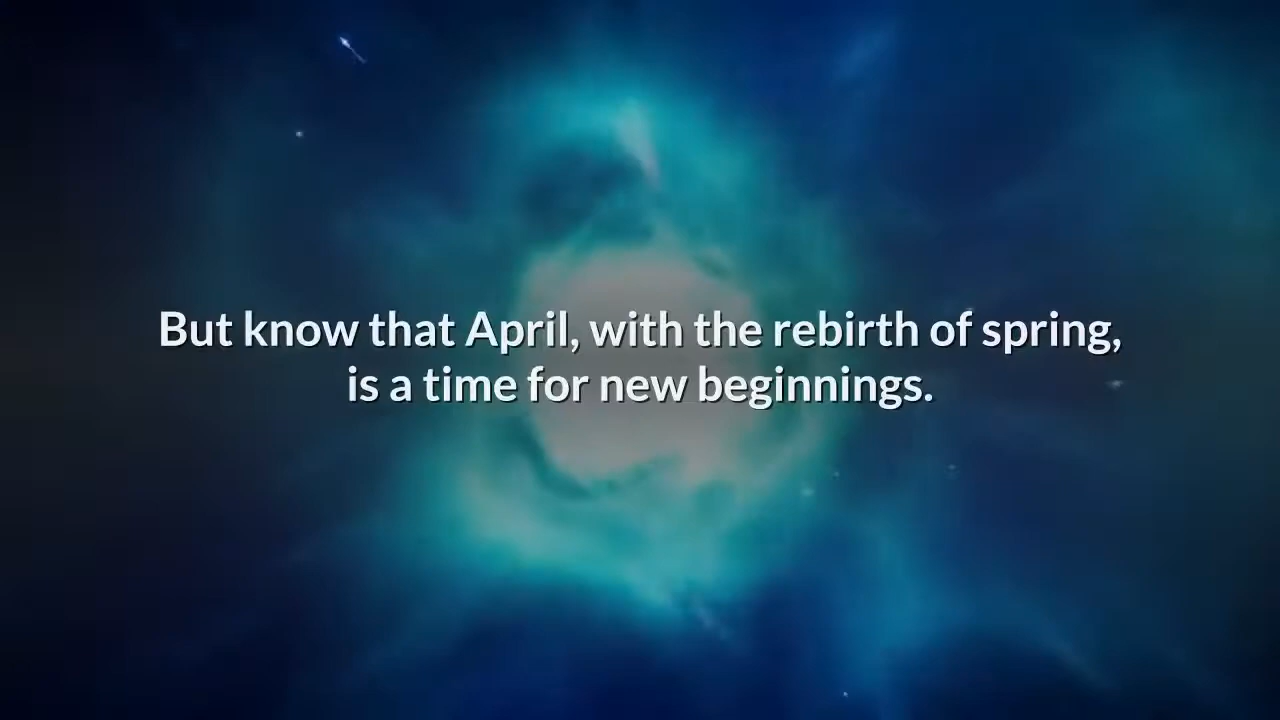 But know that April, with the rebirth of spring,
is a time for new beginnings.